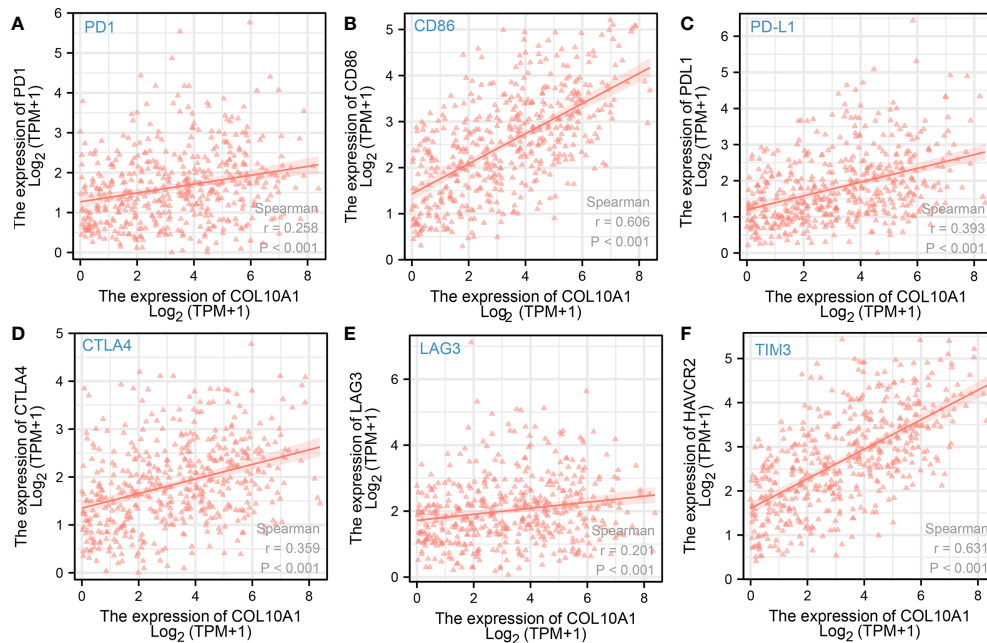 A
PD1
The expression of PD1
Log2 (TPM+1)
6
5
4
3
2
1
0
Spearman
r = 0.258
P < 0.001
0 2 4 6 8
The expression of COL10A1
Log2 (TPM+1)
B
CD86
The expression of CD86
Log2 (TPM+1)
5
4
3
2
1
0
Spearman
r = 0.606
P < 0.001
0 2 4 6 8
The expression of COL10A1
Log2 (TPM+1)
C
PD-L1
The expression of PDL1
Log2 (TPM+1)
6
5
4
3
2
1
0
Spearman
r = 0.393
P < 0.001
0 2 4 6 8
The expression of COL10A1
Log2 (TPM+1)
D
CTLA4
The expression of CTLA4
Log2 (TPM+1)
5
4
3
2
1
0
Spearman
r = 0.359
P < 0.001
0 2 4 6 8
The expression of COL10A1
Log2 (TPM+1)
E
LAG3
The expression of LAG3
Log2 (TPM+1)
6
4
2
0
Spearman
r = 0.201
P < 0.001
0 2 4 6 8
The expression of COL10A1
Log2 (TPM+1)
F
TIM3
The expression of HAVCR2
Log2 (TPM+1)
5
4
3
2
1
0
Spearman
r = 0.631
P < 0.001
0 2 4 6 8
The expression of COL10A1
Log2 (TPM+1)